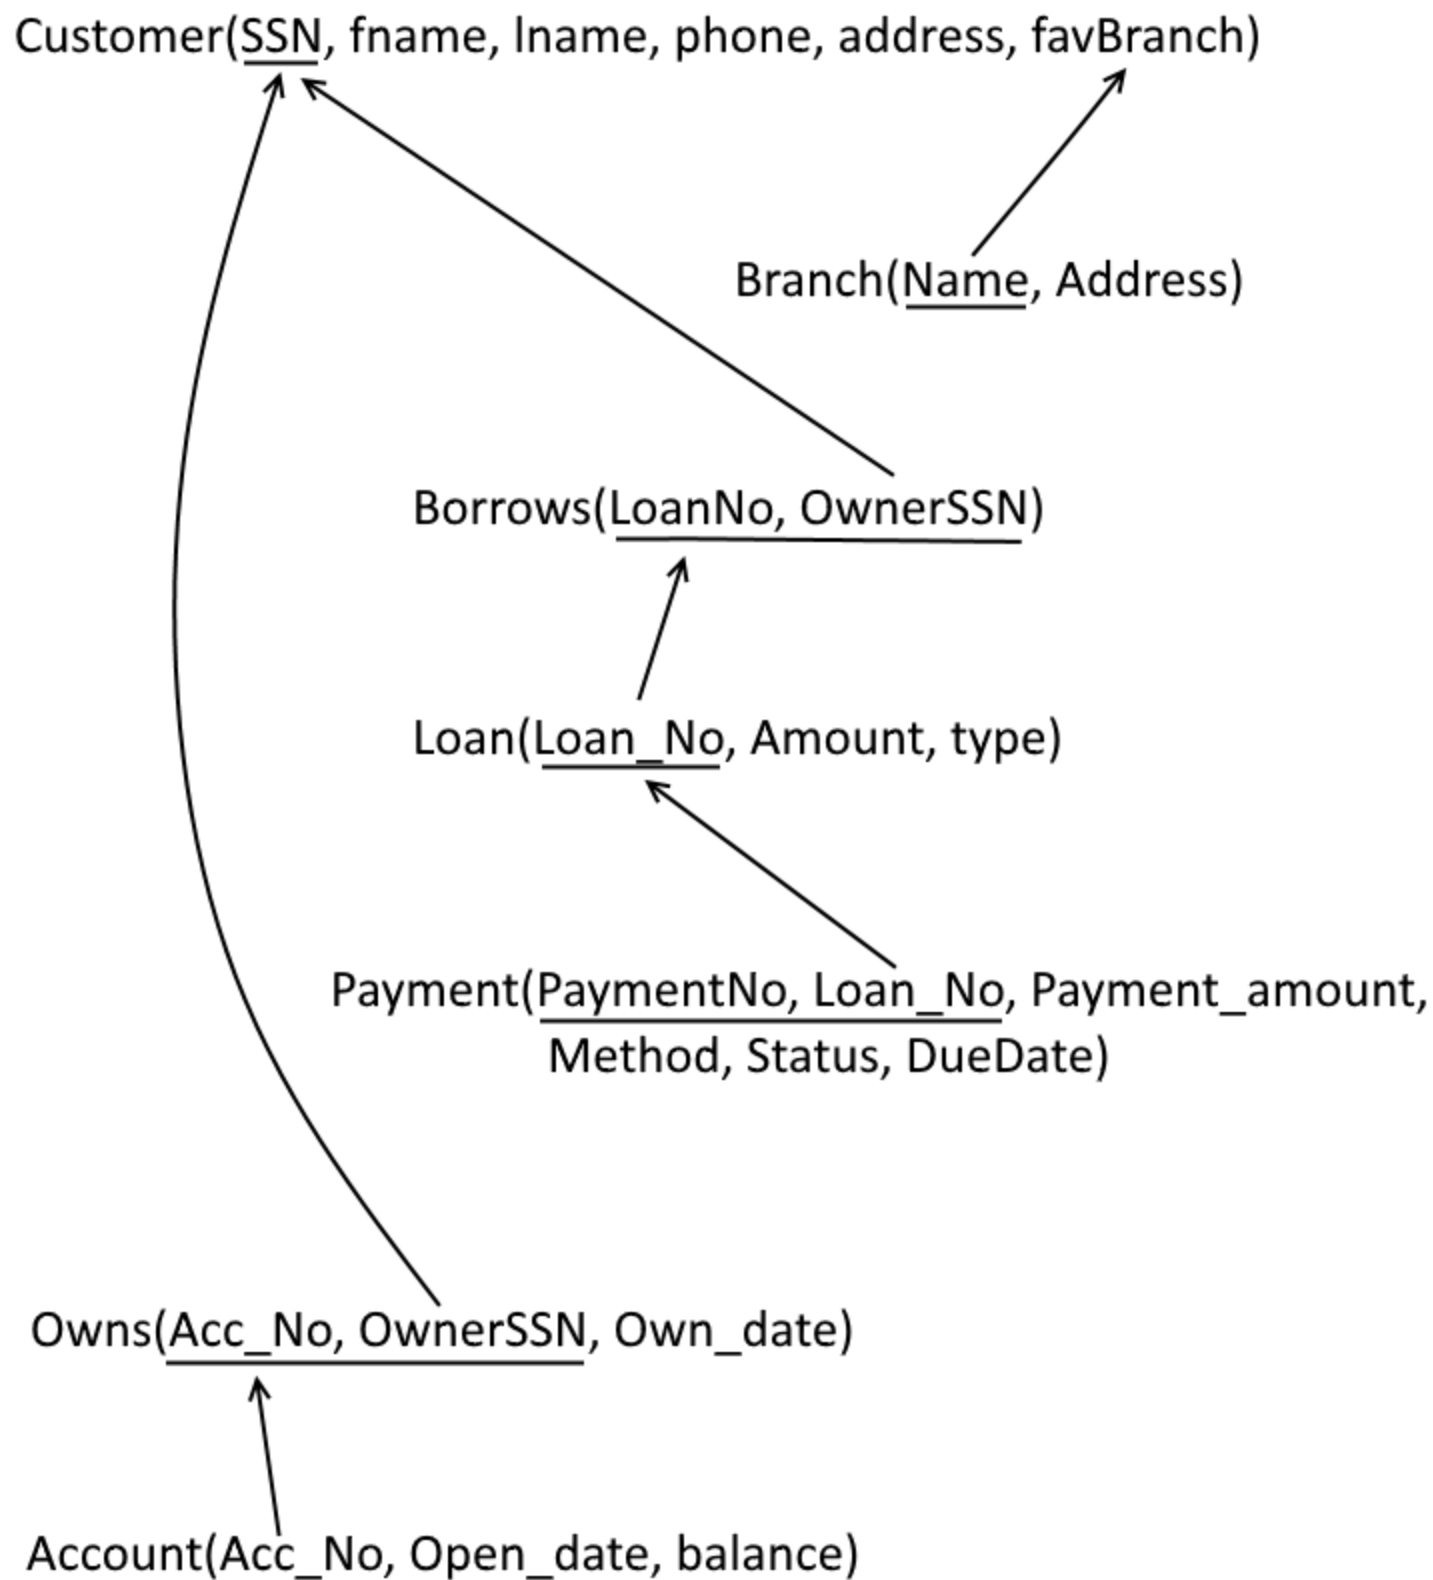 Customer(SSN, fname, lname, phone, address, favBranch)
Branch(Name, Address)
Borrows(LoanNo, OwnerSSN)
Loan(Loan_No, Amount, type)
Payment(PaymentNo, Loan_No, Payment_amount,
Method, Status, DueDate)
Owns(Acc_No, OwnerSSN, Own_date)
Account(Acc_No, Open_date, balance)